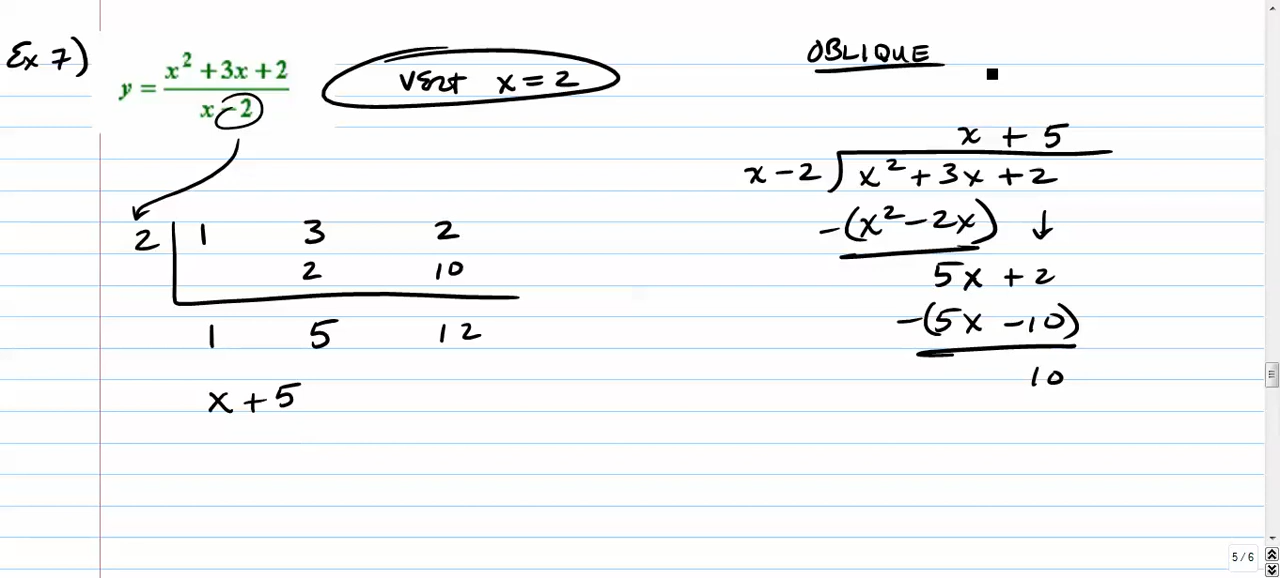 Ex 7)
y = x² + 3x + 2 / x - 2
VERT x = 2
2 | 1 3 2
2 10
1 5 12
x + 5
OBLIQUE
x + 5
x - 2 ) x² + 3x + 2
-(x² - 2x) ↓
5x + 2
-(5x - 10)
10
5 / 6